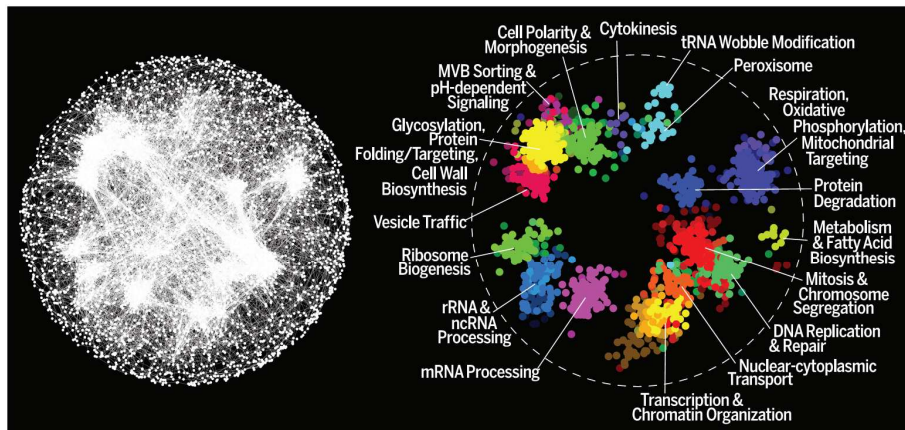 Cell Polarity &
Morphogenesis
Cytokinesis
tRNA Wobble Modification
Peroxisome
MVB Sorting &
pH-dependent
Signaling
Respiration,
Oxidative
Phosphorylation,
Mitochondrial
Targeting
Glycosylation,
Protein
Folding/Targeting,
Cell Wall
Biosynthesis
Protein
Degradation
Vesicle Traffic
Metabolism
& Fatty Acid
Biosynthesis
Ribosome
Biogenesis
Mitosis &
Chromosome
Segregation
rRNA &
ncRNA
Processing
DNA Replication
& Repair
mRNA Processing
Nuclear-cytoplasmic
Transport
Transcription &
Chromatin Organization